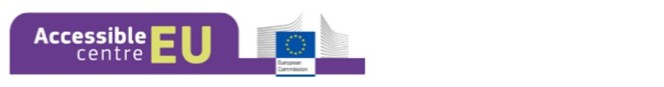 Accessible
centre EU
European
Commission